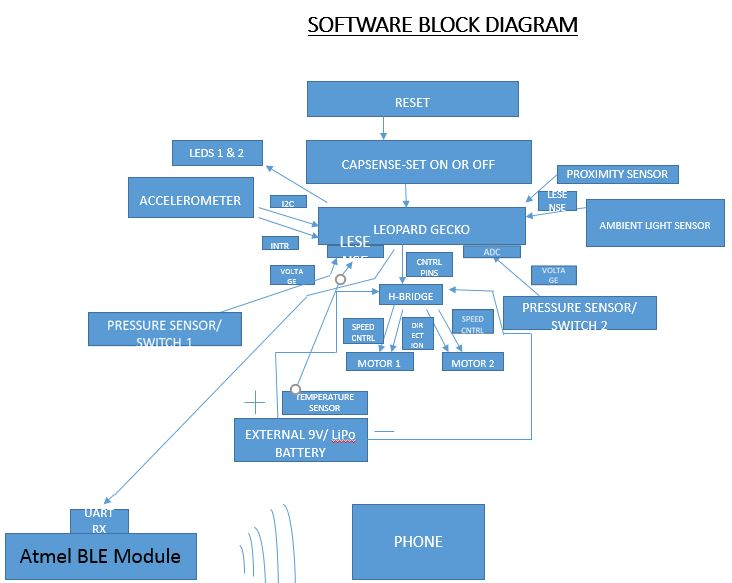 SOFTWARE BLOCK DIAGRAM
RESET
LEDS 1 & 2
CAPSENSE-SET ON OR OFF
PROXIMITY SENSOR
ACCELEROMETER
I2C
LESE
NSE
LEOPARD GECKO
AMBIENT LIGHT SENSOR
INTR
LESE
NSE
ADC
CNTRL
PINS
VOLTA
GE
VOLTA
GE
H-BRIDGE
PRESSURE SENSOR/
SWITCH 1
PRESSURE SENSOR/
SWITCH 2
SPEED
CNTRL
DIR
ECT
ION
SPEED
CNTRL
MOTOR 1
MOTOR 2
TEMPERATURE
SENSOR
EXTERNAL 9V/ LiPo
BATTERY
UART
RX
Atmel BLE Module
PHONE